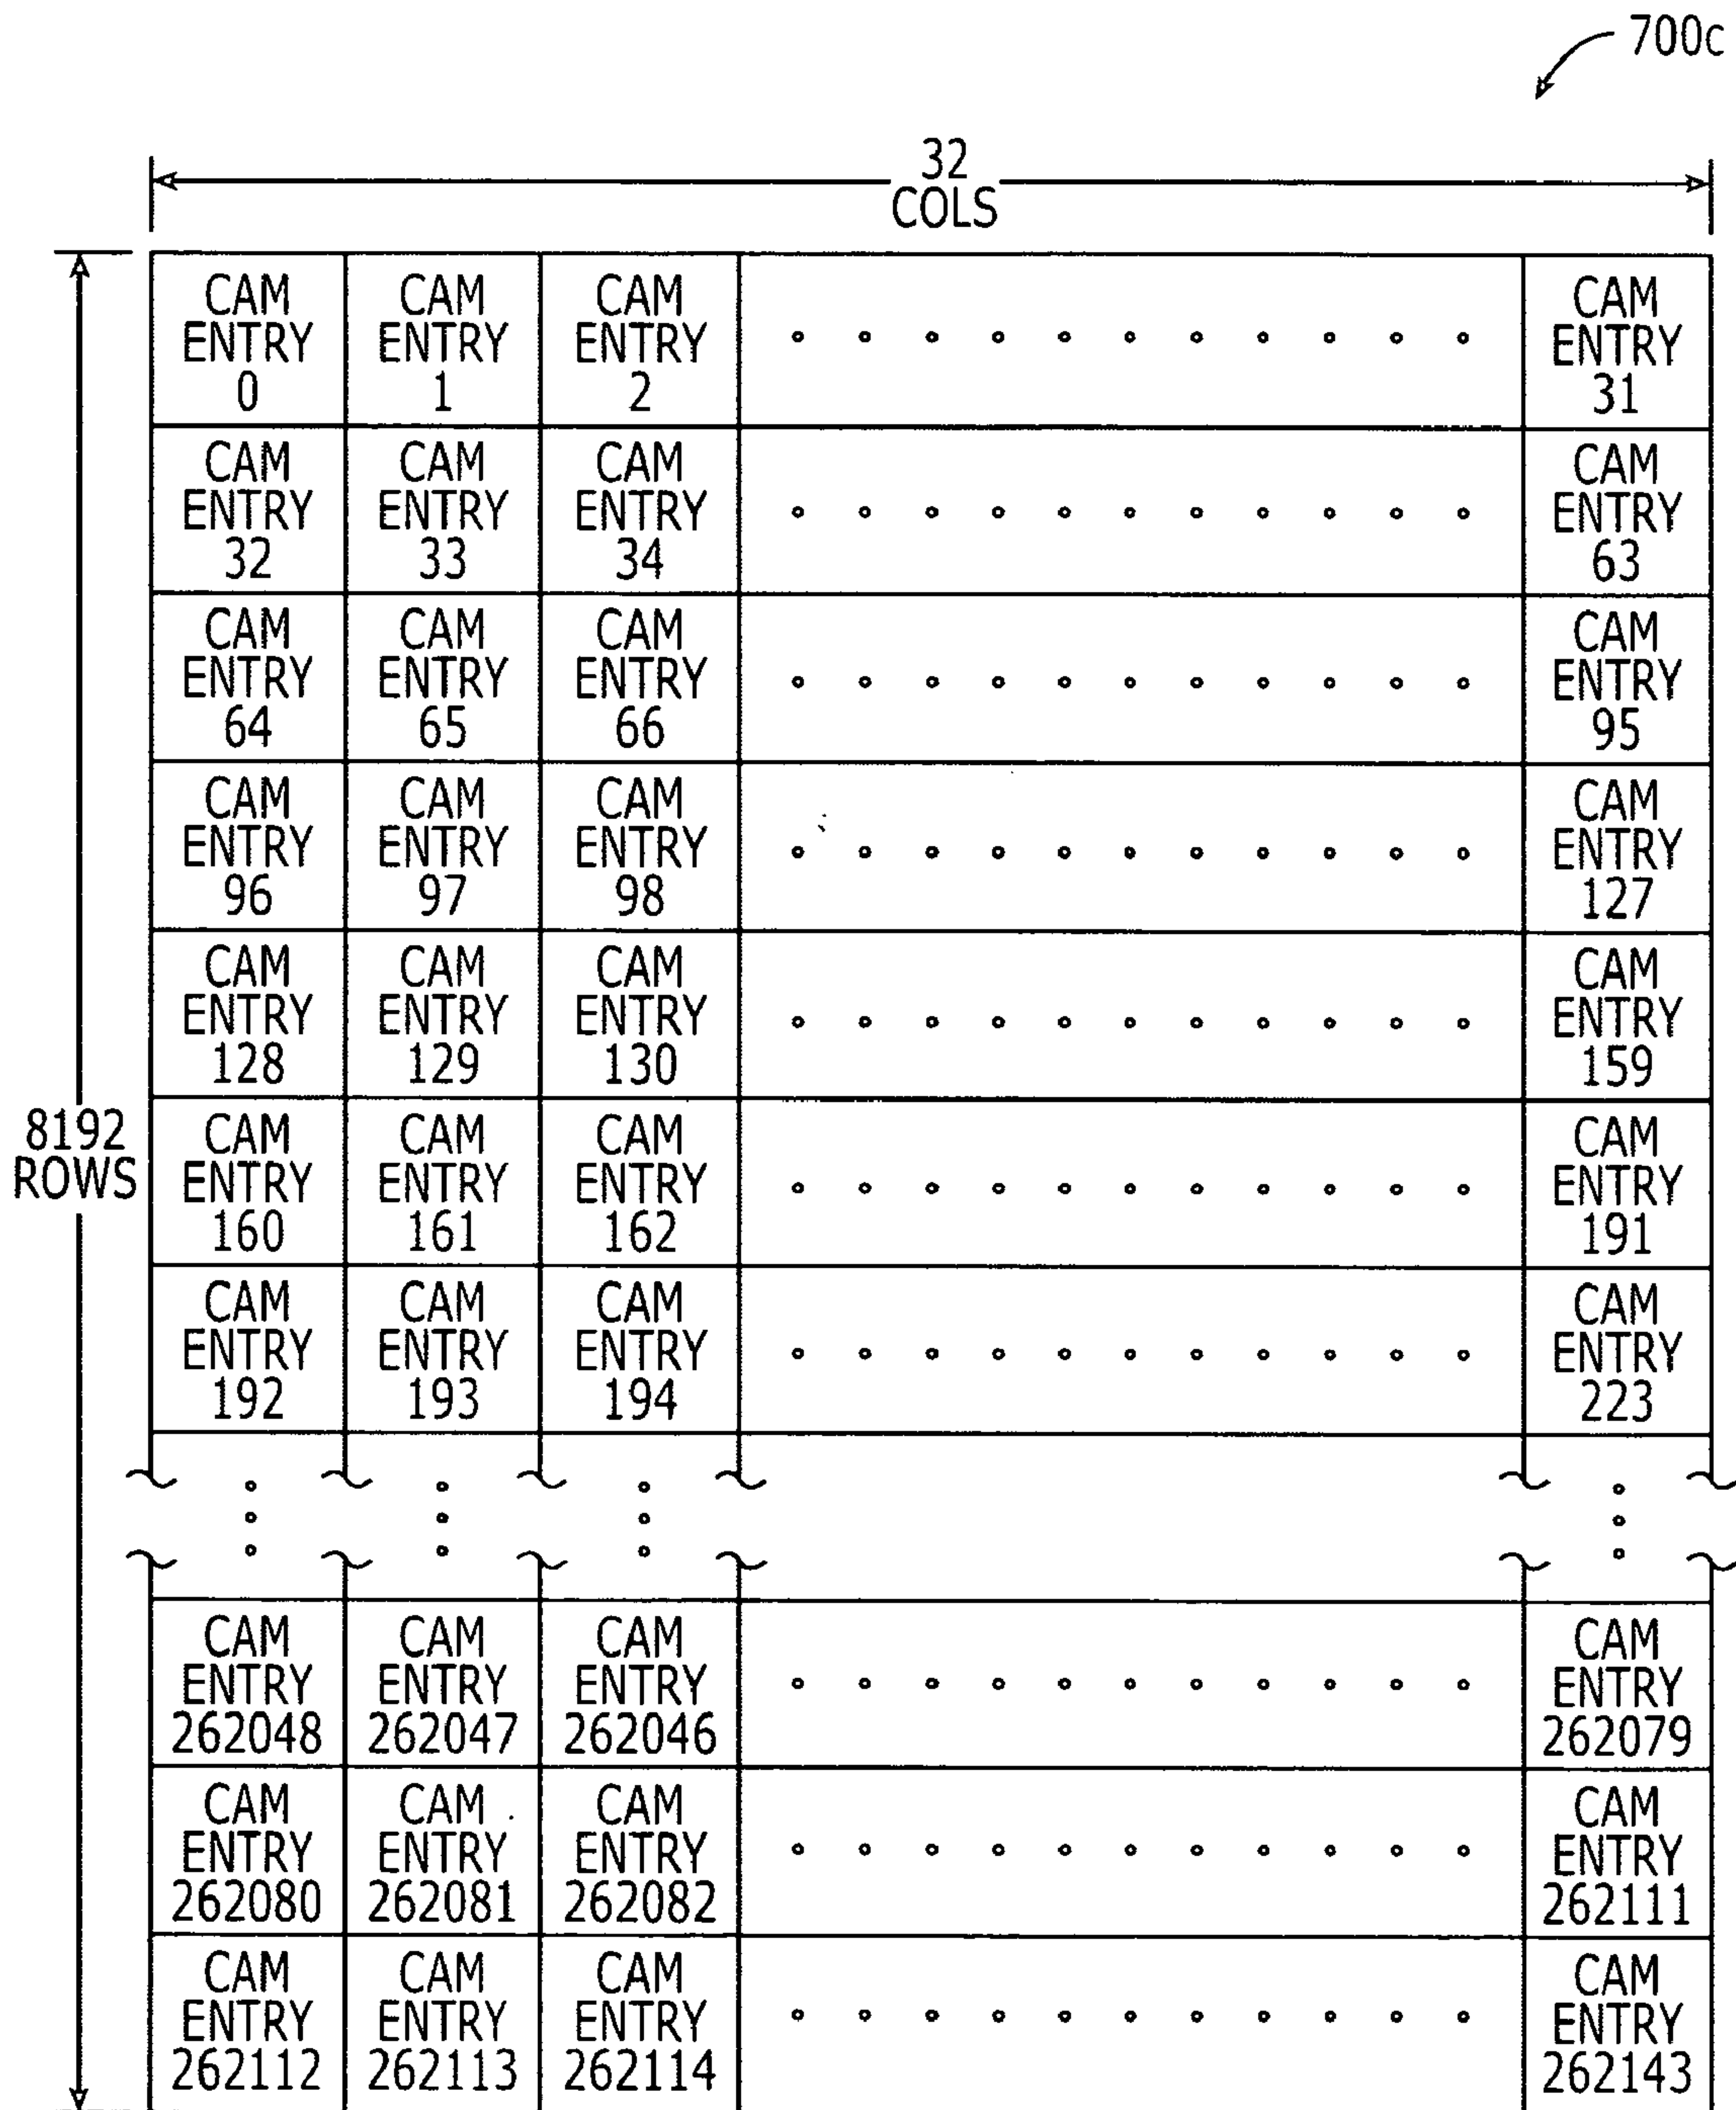 700c
32
COLS
8192
ROWS
CAM ENTRY 0
CAM ENTRY 1
CAM ENTRY 2
CAM ENTRY 31
CAM ENTRY 32
CAM ENTRY 33
CAM ENTRY 34
CAM ENTRY 63
CAM ENTRY 64
CAM ENTRY 65
CAM ENTRY 66
CAM ENTRY 95
CAM ENTRY 96
CAM ENTRY 97
CAM ENTRY 98
CAM ENTRY 127
CAM ENTRY 128
CAM ENTRY 129
CAM ENTRY 130
CAM ENTRY 159
CAM ENTRY 160
CAM ENTRY 161
CAM ENTRY 162
CAM ENTRY 191
CAM ENTRY 192
CAM ENTRY 193
CAM ENTRY 194
CAM ENTRY 223
CAM ENTRY 262048
CAM ENTRY 262047
CAM ENTRY 262046
CAM ENTRY 262079
CAM ENTRY 262080
CAM ENTRY 262081
CAM ENTRY 262082
CAM ENTRY 262111
CAM ENTRY 262112
CAM ENTRY 262113
CAM ENTRY 262114
CAM ENTRY 262143